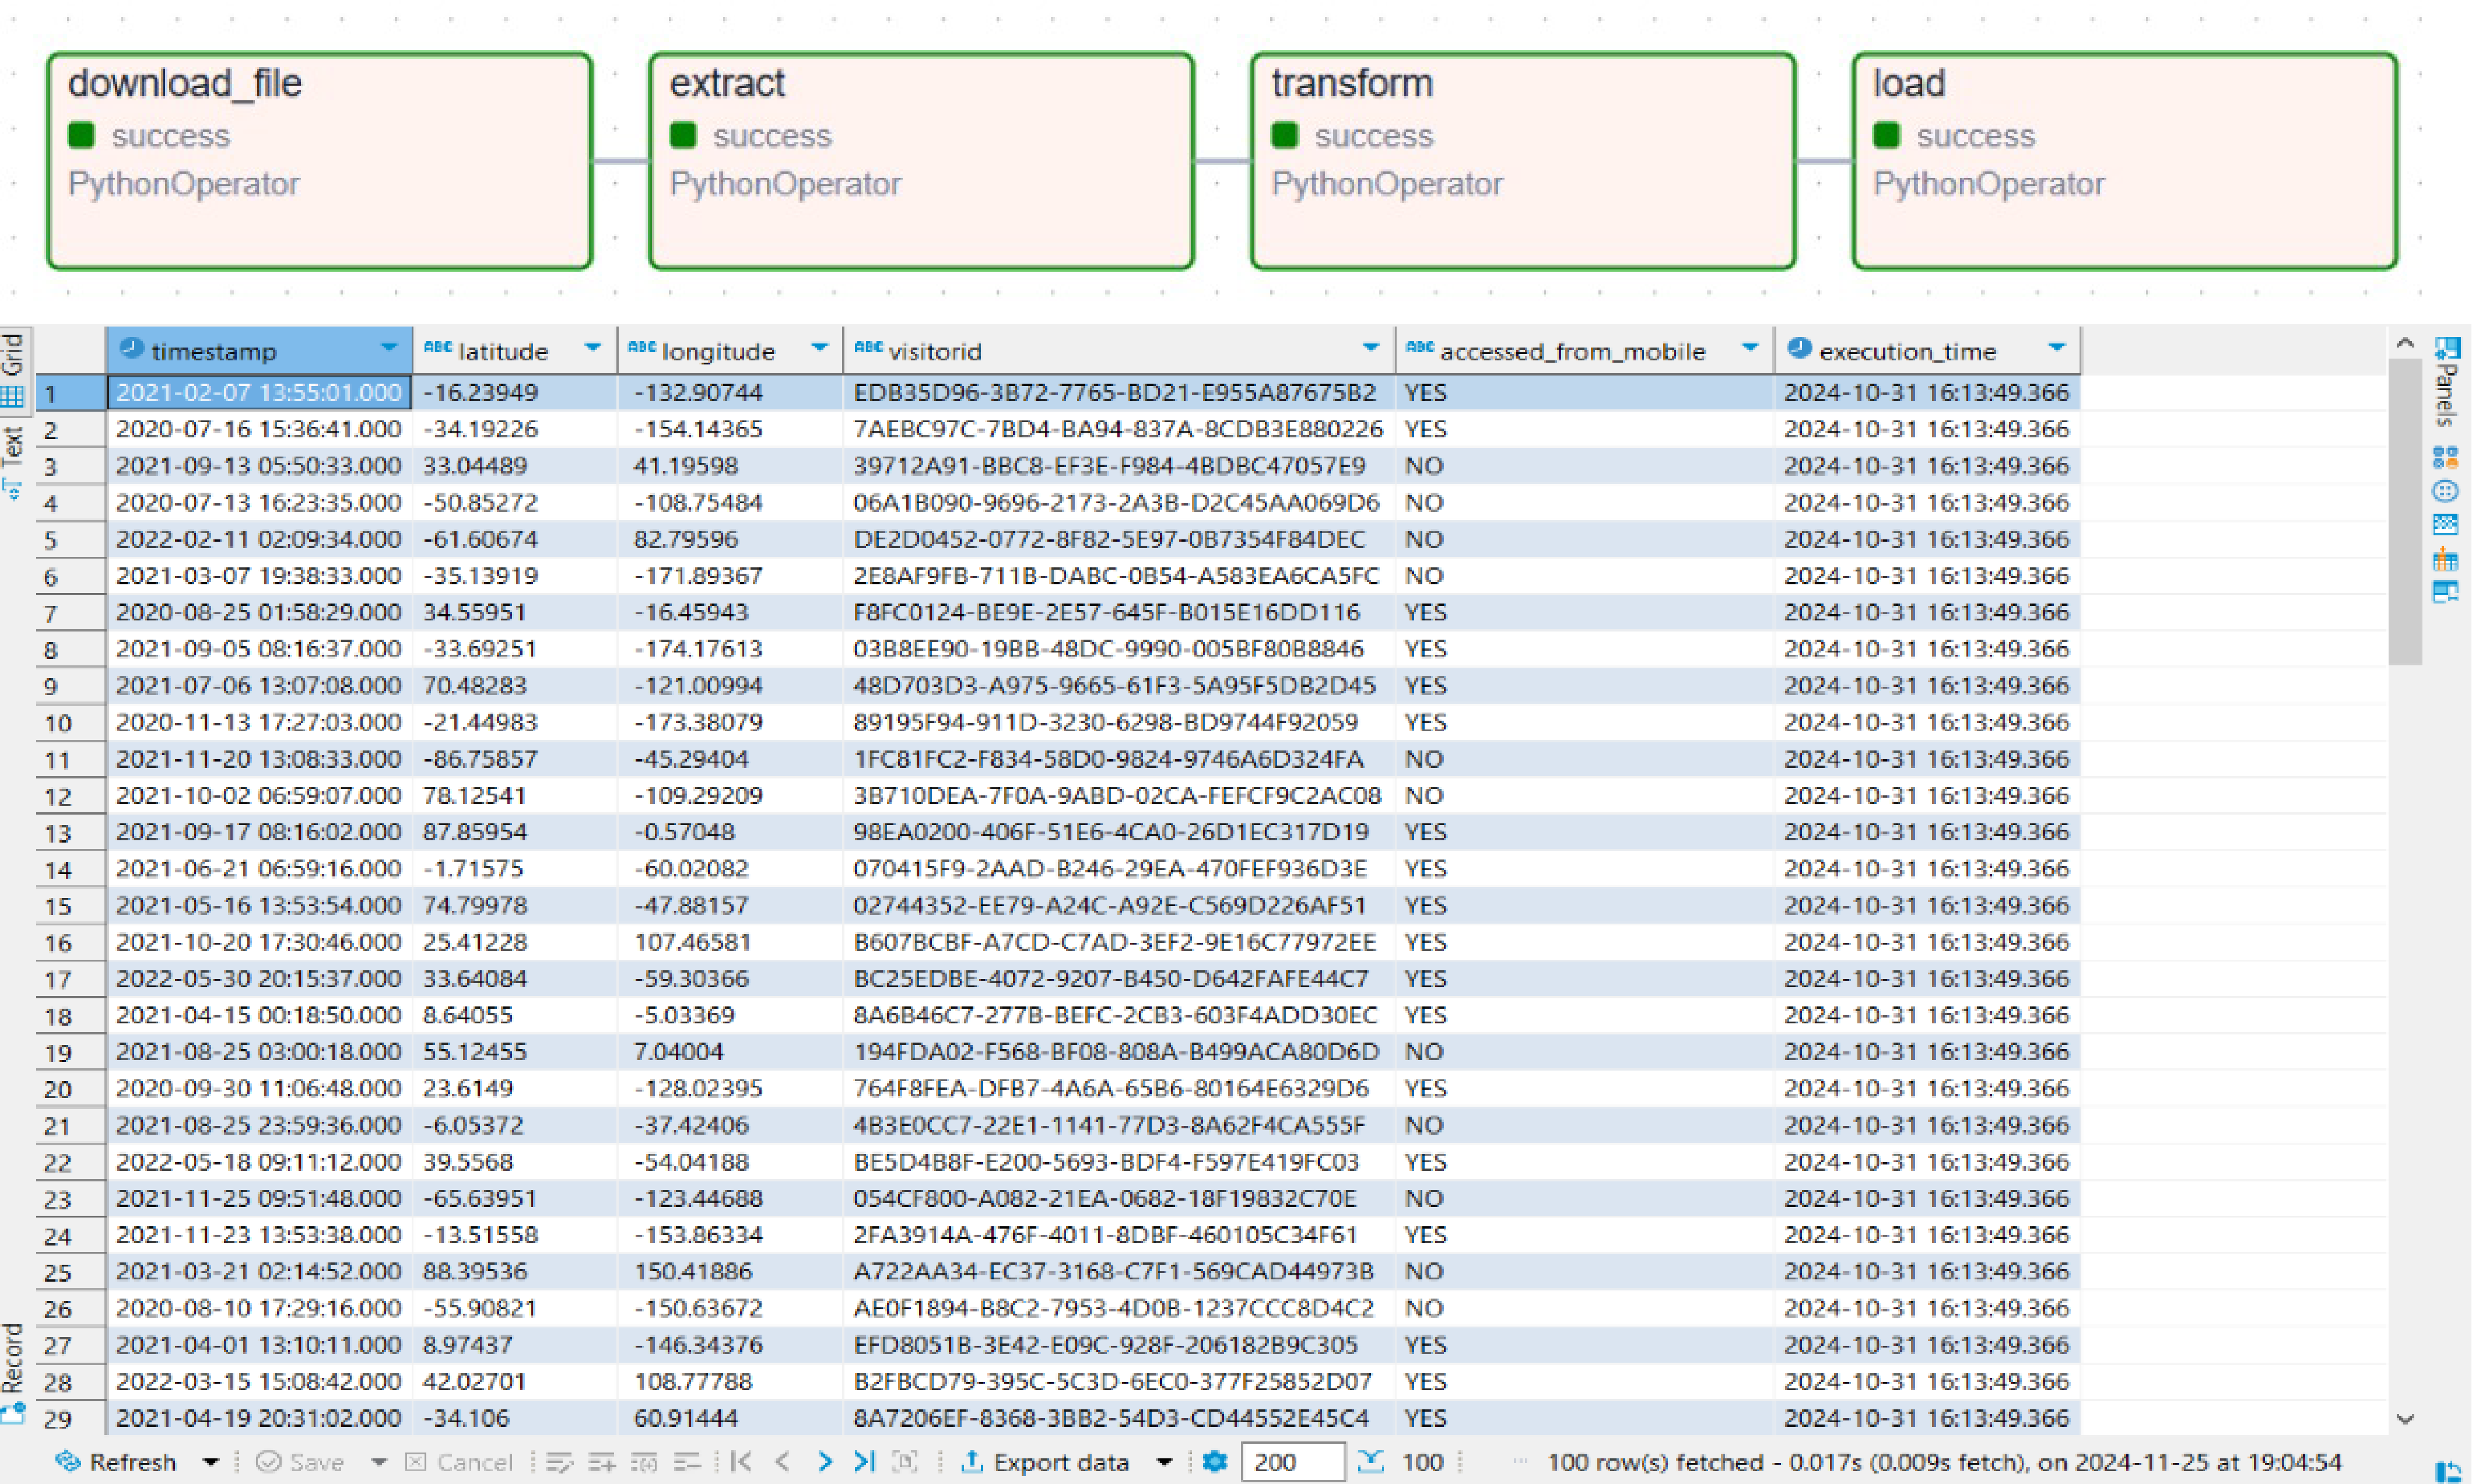 download_file extract transform load
success success success success
PythonOperator PythonOperator PythonOperator PythonOperator
Grid
Text
Record
Panels
timestamp ABC latitude ABC longitude ABC visitorid ABC accessed_from_mobile execution_time
1 2021-02-07 13:55:01.000 -16.23949 -132.90744 EDB35D96-3B72-7765-BD21-E955A87675B2 YES 2024-10-31 16:13:49.366
2 2020-07-16 15:36:41.000 -34.19226 -154.14365 7AEBC97C-7BD4-BA94-837A-8CDB3E880226 YES 2024-10-31 16:13:49.366
3 2021-09-13 05:50:33.000 33.04489 41.19598 39712A91-BBC8-EF3E-F984-4BDBC47057E9 NO 2024-10-31 16:13:49.366
4 2020-07-13 16:23:35.000 -50.85272 -108.75484 06A1B090-9696-2173-2A3B-D2C45AA069D6 NO 2024-10-31 16:13:49.366
5 2022-02-11 02:09:34.000 -61.60674 82.79596 DE2D0452-0772-8F82-5E97-0B7354F84DEC NO 2024-10-31 16:13:49.366
6 2021-03-07 19:38:33.000 -35.13919 -171.89367 2E8AF9FB-711B-DABC-0B54-A583EA6CA5FC NO 2024-10-31 16:13:49.366
7 2020-08-25 01:58:29.000 34.55951 -16.45943 F8FC0124-BE9E-2E57-645F-B015E16DD116 YES 2024-10-31 16:13:49.366
8 2021-09-05 08:16:37.000 -33.69251 -174.17613 03B8EE90-19BB-48DC-9990-005BF80B8846 YES 2024-10-31 16:13:49.366
9 2021-07-06 13:07:08.000 70.48283 -121.00994 48D703D3-A975-9665-61F3-5A95F5DB2D45 YES 2024-10-31 16:13:49.366
10 2020-11-13 17:27:03.000 -21.44983 -173.38079 89195F94-911D-3230-6298-BD9744F92059 YES 2024-10-31 16:13:49.366
11 2021-11-20 13:08:33.000 -86.75857 -45.29404 1FC81FC2-F834-58D0-9824-9746A6D324FA NO 2024-10-31 16:13:49.366
12 2021-10-02 06:59:07.000 78.12541 -109.29209 3B710DEA-7F0A-9ABD-02CA-FEFCF9C2AC08 NO 2024-10-31 16:13:49.366
13 2021-09-17 08:16:02.000 87.85954 -0.57048 98EA0200-406F-51E6-4CA0-26D1EC317D19 YES 2024-10-31 16:13:49.366
14 2021-06-21 06:59:16.000 -1.71575 -60.02082 070415F9-2AAD-B246-29EA-470FEF936D3E YES 2024-10-31 16:13:49.366
15 2021-05-16 13:53:54.000 74.79978 -47.88157 02744352-EE79-A24C-A92E-C569D226AF51 YES 2024-10-31 16:13:49.366
16 2021-10-20 17:30:46.000 25.41228 107.46581 B607BCBF-A7CD-C7AD-3EF2-9E16C77972EE YES 2024-10-31 16:13:49.366
17 2022-05-30 20:15:37.000 33.64084 -59.30366 BC25EDBE-4072-9207-B450-D642FAFE44C7 YES 2024-10-31 16:13:49.366
18 2021-04-15 00:18:50.000 8.64055 -5.03369 8A6B46C7-277B-BEFC-2CB3-603F4ADD30EC YES 2024-10-31 16:13:49.366
19 2021-08-25 03:00:18.000 55.12455 7.04004 194FDA02-F568-BF08-808A-B499ACA80D6D NO 2024-10-31 16:13:49.366
20 2020-09-30 11:06:48.000 23.6149 -128.02395 764F8FEA-DFB7-4A6A-65B6-80164E6329D6 YES 2024-10-31 16:13:49.366
21 2021-08-25 23:59:36.000 -6.05372 -37.42406 4B3E0CC7-22E1-1141-77D3-8A62F4CA555F NO 2024-10-31 16:13:49.366
22 2022-05-18 09:11:12.000 39.5568 -54.04188 BE5D4B8F-E200-5693-BDF4-F597E419FC03 YES 2024-10-31 16:13:49.366
23 2021-11-25 09:51:48.000 -65.63951 -123.44688 054CF800-A082-21EA-0682-18F19832C70E NO 2024-10-31 16:13:49.366
24 2021-11-23 13:53:38.000 -13.51558 -153.86334 2FA3914A-476F-4011-8DBF-460105C34F61 YES 2024-10-31 16:13:49.366
25 2021-03-21 02:14:52.000 88.39536 150.41886 A722AA34-EC37-3168-C7F1-569CAD44973B NO 2024-10-31 16:13:49.366
26 2020-08-10 17:29:16.000 -55.90821 -150.63672 AE0F1894-B8C2-7953-4D0B-1237CCC8D4C2 NO 2024-10-31 16:13:49.366
27 2021-04-01 13:10:11.000 8.97437 -146.34376 EFD8051B-3E42-E09C-928F-206182B9C305 YES 2024-10-31 16:13:49.366
28 2022-03-15 15:08:42.000 42.02701 108.77788 B2FBCD79-395C-5C3D-6EC0-377F25852D07 YES 2024-10-31 16:13:49.366
29 2021-04-19 20:31:02.000 -34.106 60.91444 8A7206EF-8368-3BB2-54D3-CD44552E45C4 YES 2024-10-31 16:13:49.366
Refresh Save Cancel Export data 200 100 100 row(s) fetched - 0.017s (0.009s fetch), on 2024-11-25 at 19:04:54